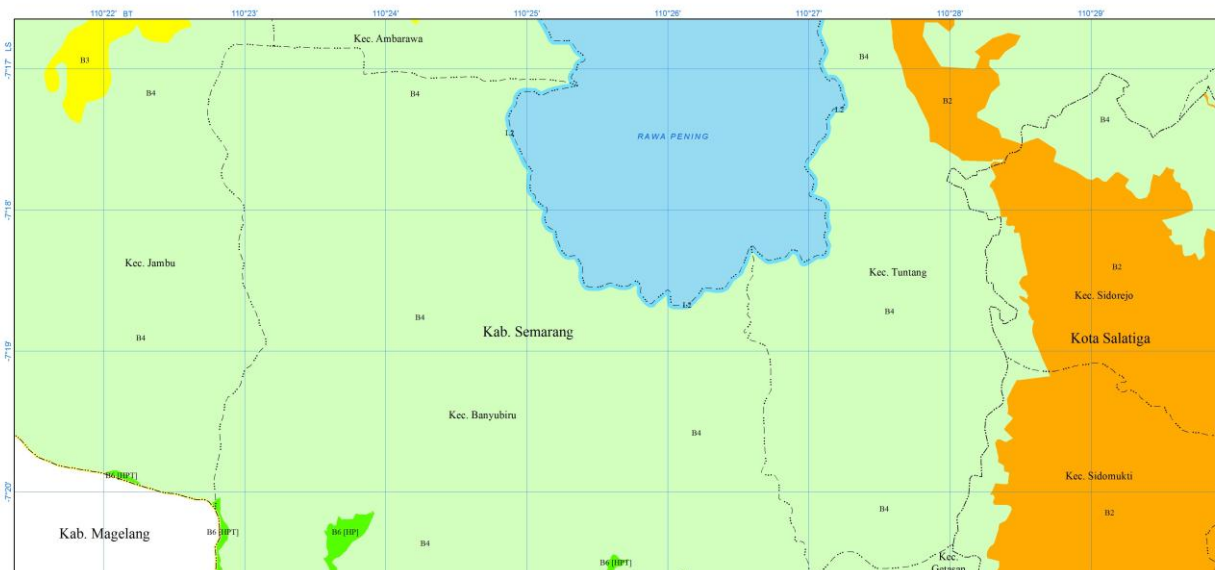 110°22' BT
110°23'
110°24'
110°25'
110°26'
110°27'
110°28'
110°29'
-7°17' LS
-7°18'
-7°19'
-7°20'
Kec. Ambarawa
B3
B4
B4
B4
B2
B4
L2
L2
RAWA PENING
Kec. Jambu
Kec. Tuntang
B2
Kec. Sidorejo
L2
B4
B4
Kab. Semarang
B4
Kota Salatiga
Kec. Banyubiru
B4
B6 [HPT]
Kec. Sidomukti
B4
B2
Kab. Magelang
B6 [HPT]
B6 [HP]
B4
Kec.
Getasan
B6 [HPT]